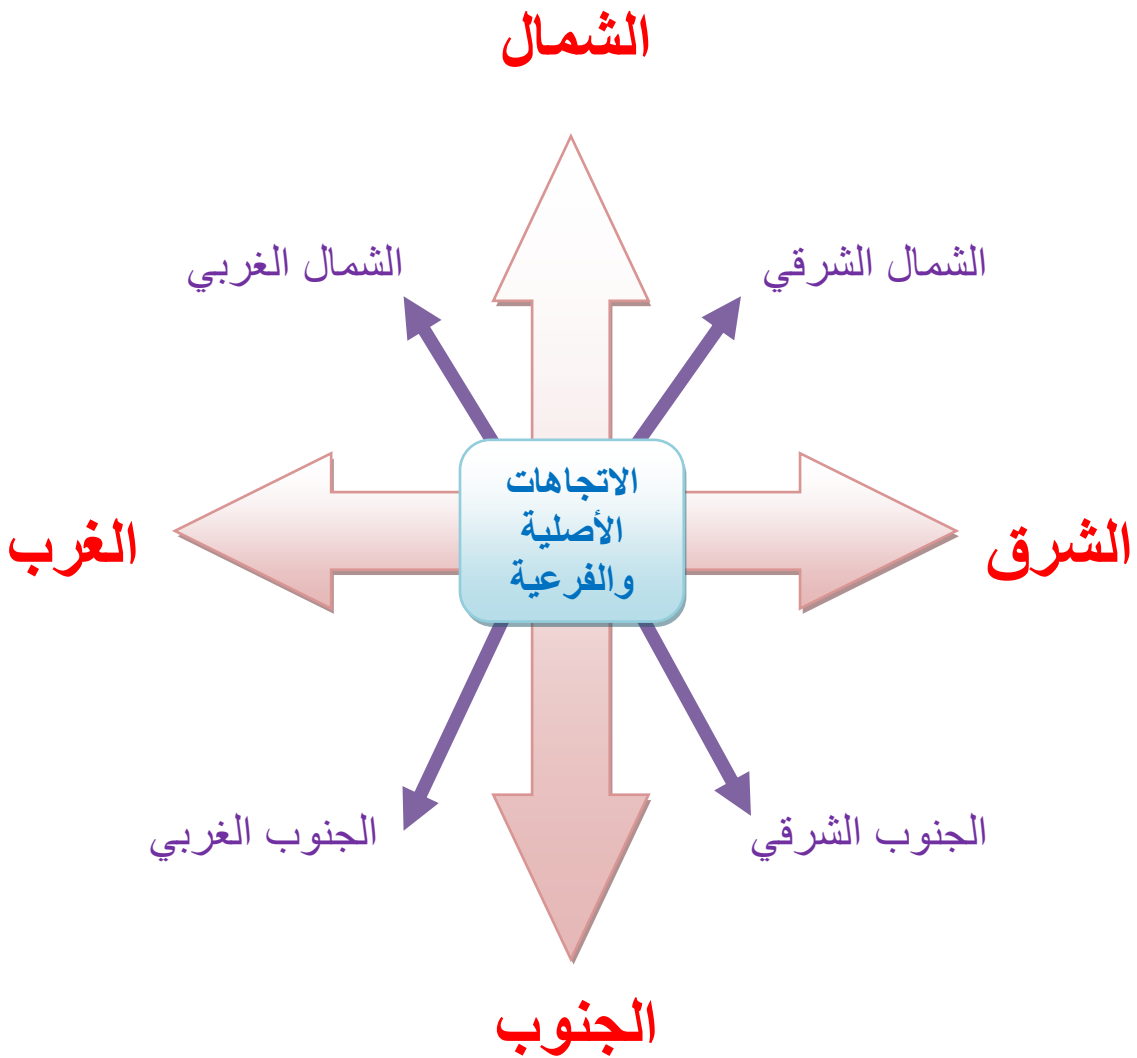 الشمال
الشمال الشرقي
الشمال الغربي
الاتجاهات
الأصلية
والفرعية
الشرق
الغرب
الجنوب الشرقي
الجنوب الغربي
الجنوب